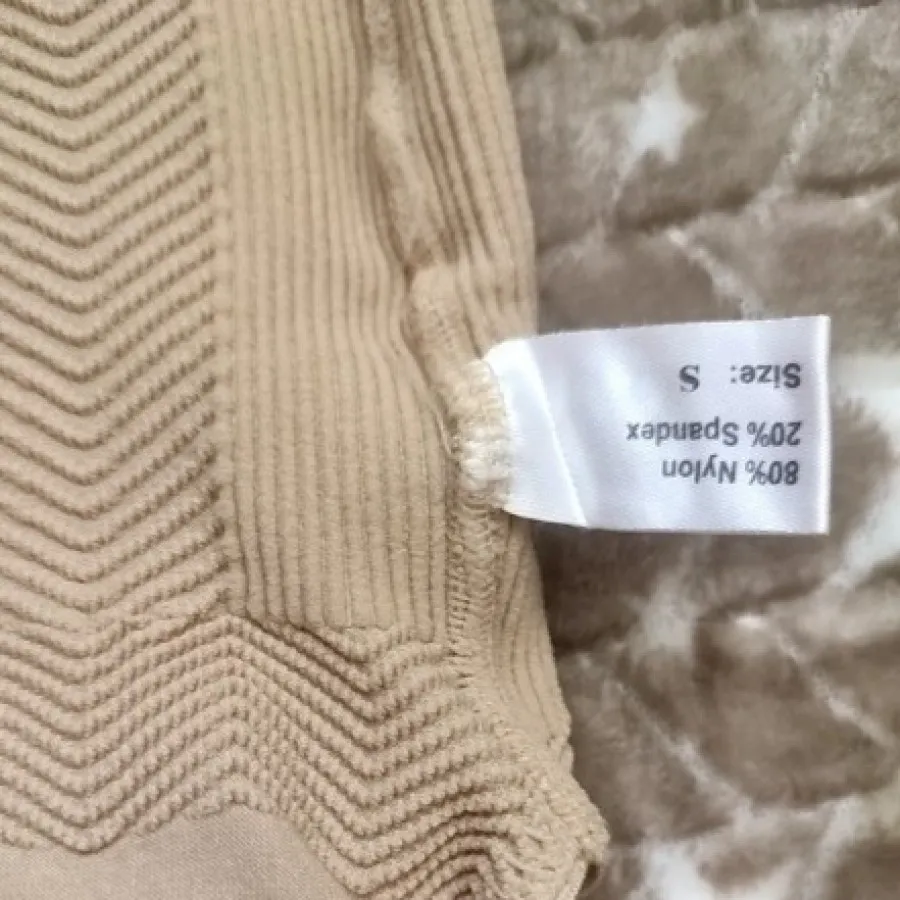 80% Nylon
20% Spandex
Size: S